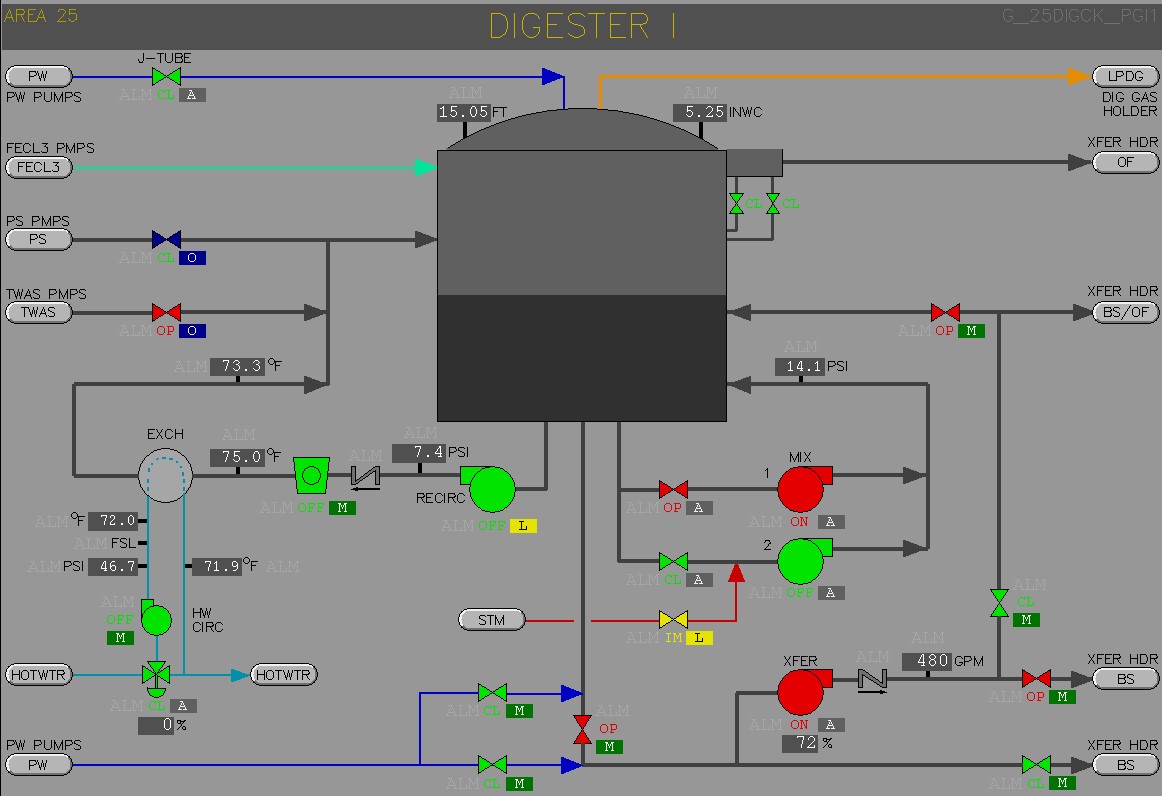 AREA 25
DIGESTER 1
G_25DIGCK_PGI1
J-TUBE
PW
PW PUMPS
ALM CL A
ALM
15.05 FT
ALM
5.25 INWC
LPDG
DIG GAS
HOLDER
FECL3 PMPS
FECL3
XFER HDR
OF
CL
CL
PS PMPS
PS
ALM CL O
TWAS PMPS
TWAS
ALM OP O
XFER HDR
BS/OF
ALM OP M
ALM 73.3 °F
ALM
14.1 PSI
EXCH
ALM
75.0 °F
ALM
ALM
7.4 PSI
RECIRC
ALM OFF M
ALM OFF L
MIX
1
ALM OP A
ALM ON A
2
ALM CL A
ALM OFF A
ALM °F 72.0
ALM FSL
ALM PSI 46.7
71.9 °F ALM
ALM
OFF
M
HW
CIRC
STM
ALM IM L
ALM
CL
M
HOTWTR
HOTWTR
ALM CL A
0 %
XFER
ALM
ALM
480 GPM
ALM ON A
72 %
XFER HDR
BS
ALM OP M
ALM CL M
ALM
OP
M
PW PUMPS
PW
ALM CL M
XFER HDR
BS
ALM CL M